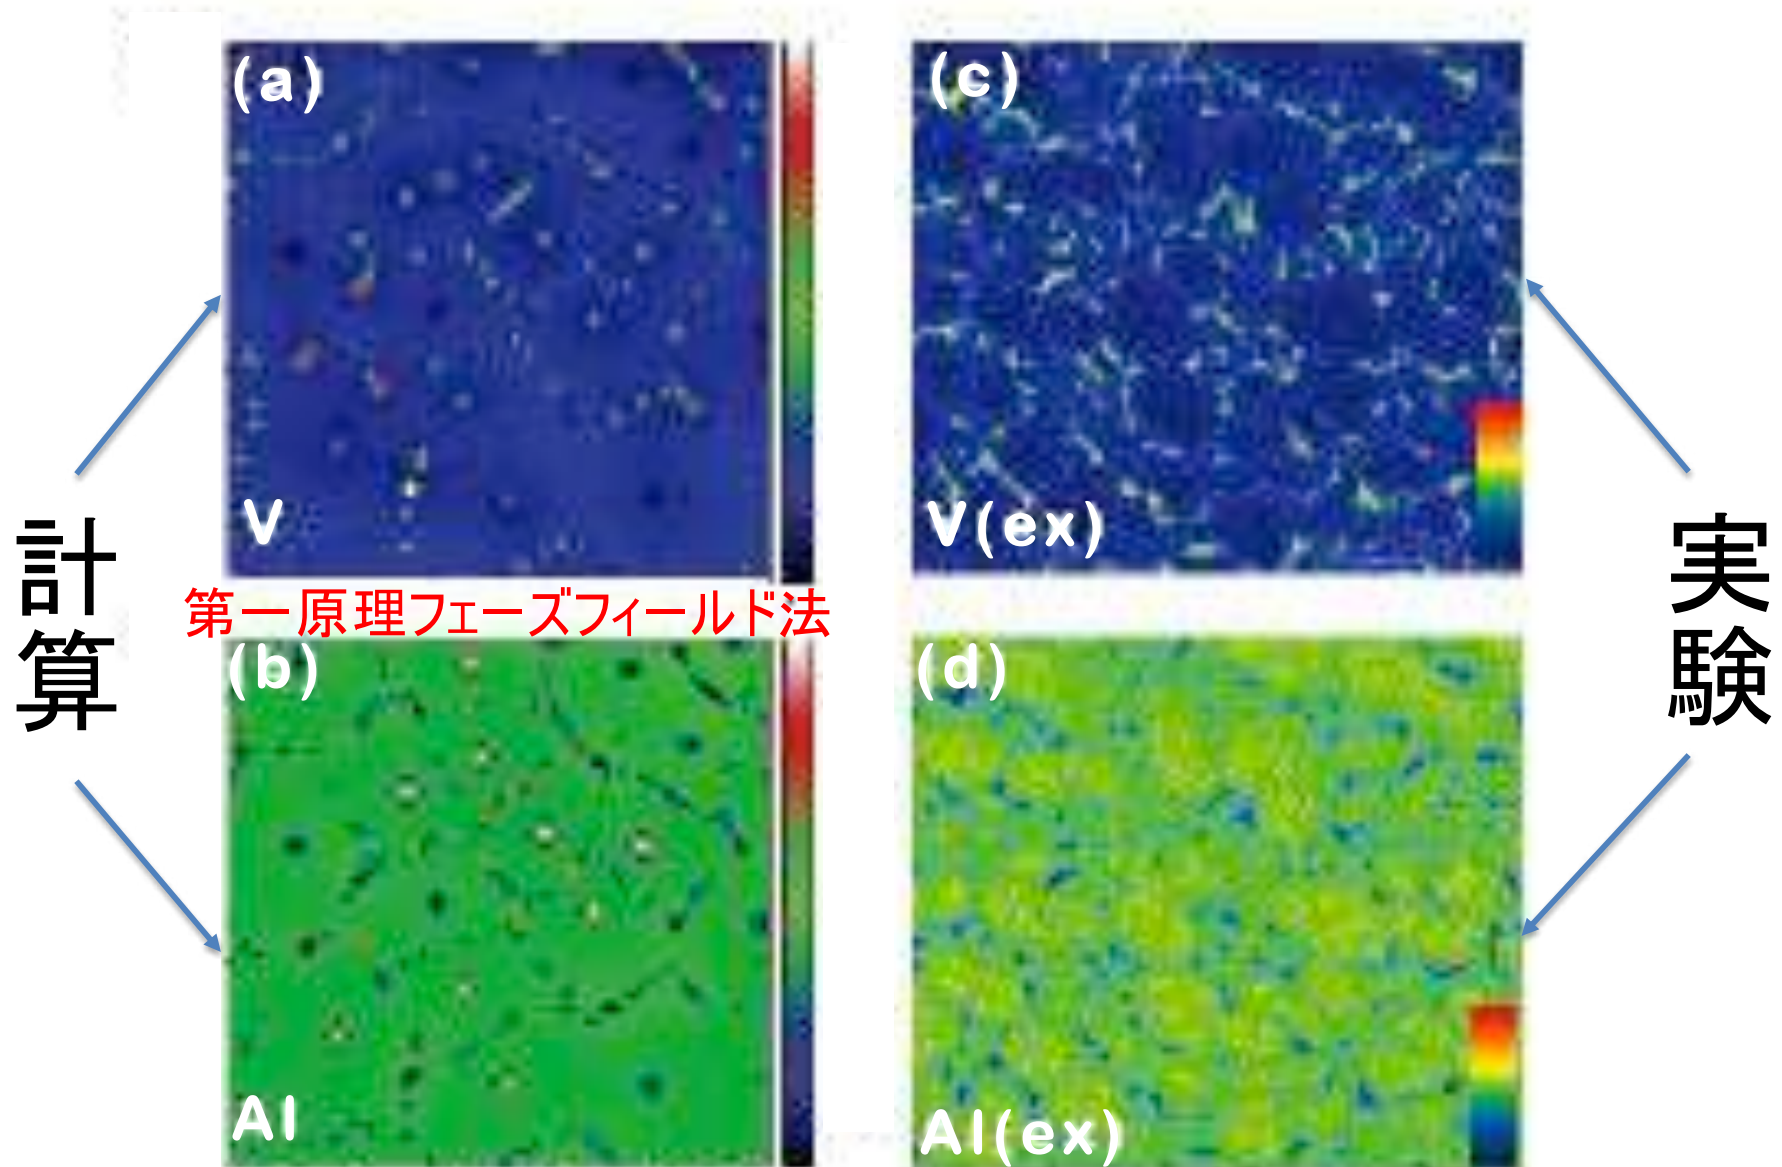 (a)
V
計算
第一原理フェーズフィールド法
(b)
Al
(c)
V(ex)
実験
(d)
Al(ex)